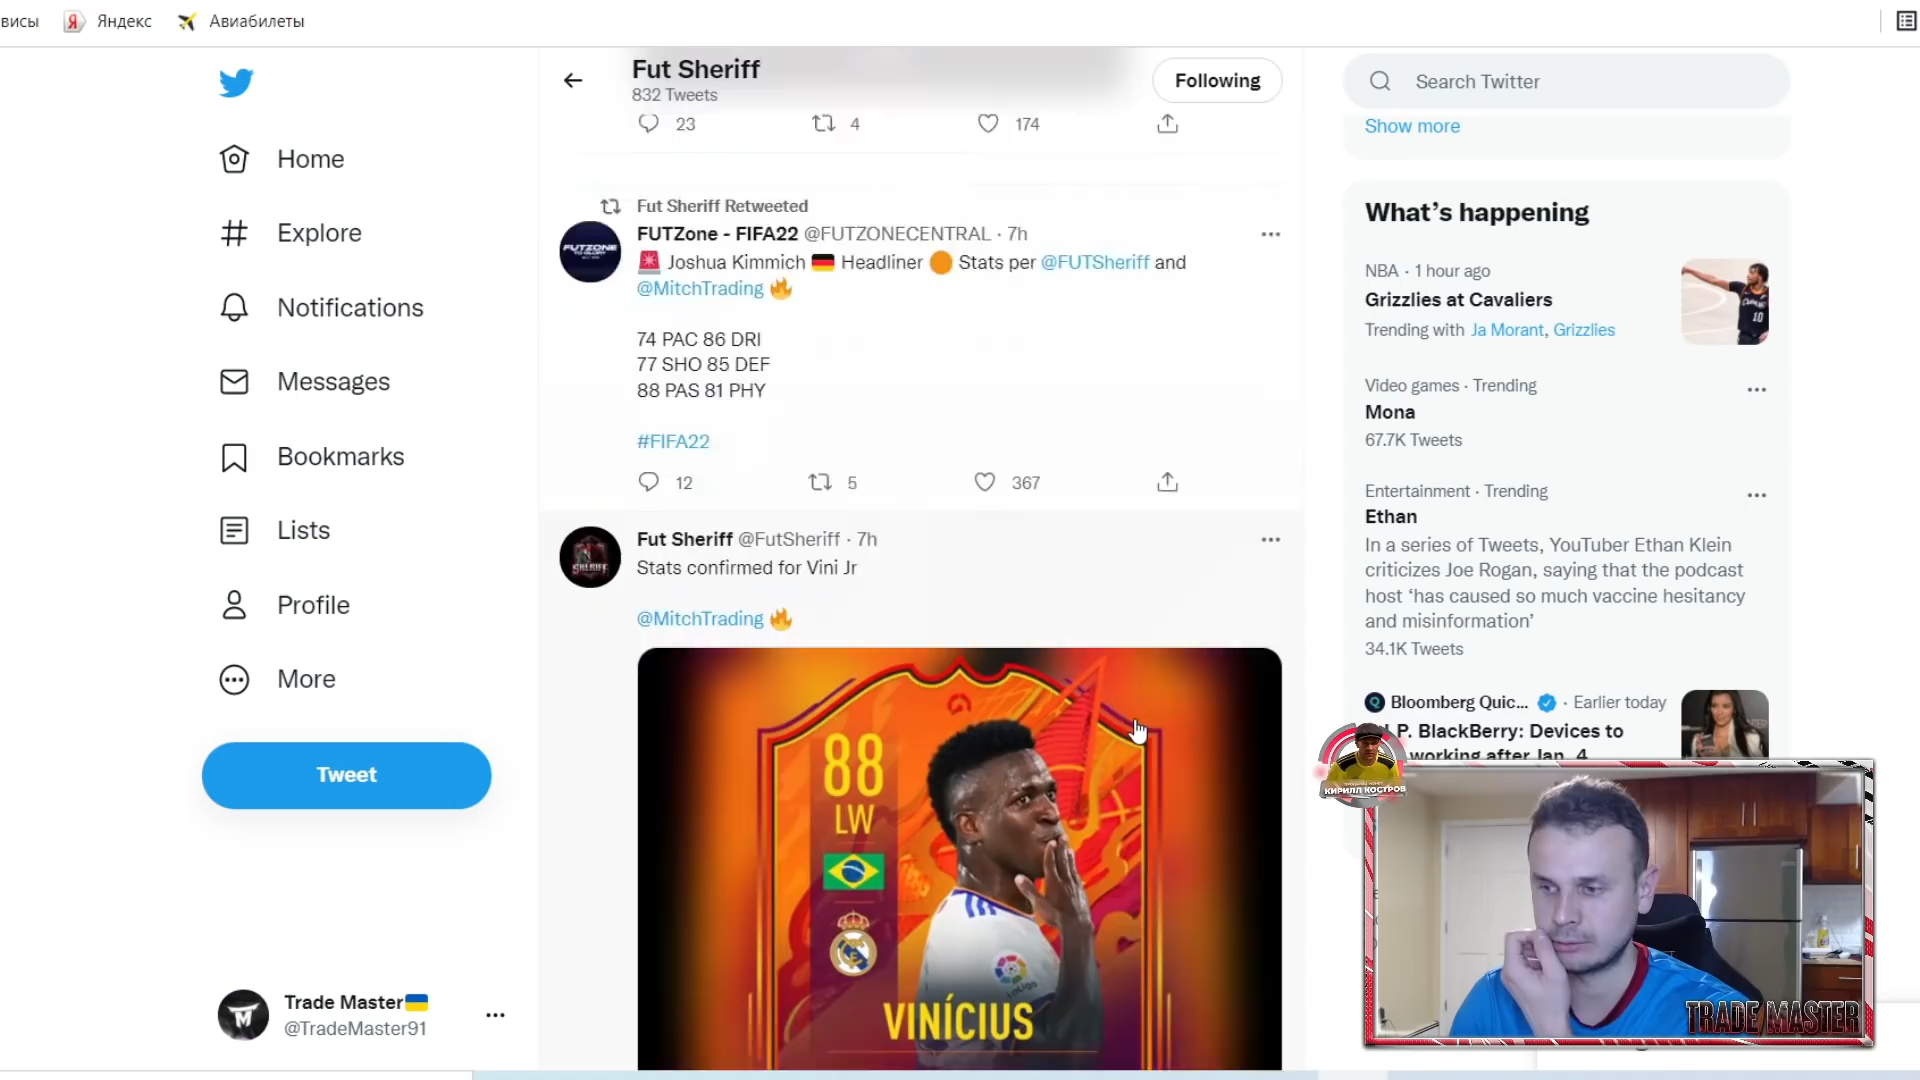 висы
Яндекс
Авиабилеты
Home
Explore
Notifications
Messages
Bookmarks
Lists
Profile
More
Tweet
Trade Master
@TradeMaster91
Fut Sheriff
832 Tweets
Following
23
4
174
Fut Sheriff Retweeted
FUTZone - FIFA22 @FUTZONECENTRAL · 7h
🚨 Joshua Kimmich 🇩🇪 Headliner 🟠 Stats per @FUTSheriff and
@MitchTrading 🔥
74 PAC 86 DRI
77 SHO 85 DEF
88 PAS 81 PHY
#FIFA22
12
5
367
Fut Sheriff @FutSheriff · 7h
Stats confirmed for Vini Jr
@MitchTrading 🔥
88
LW
VINÍCIUS
Search Twitter
Show more
What's happening
NBA · 1 hour ago
Grizzlies at Cavaliers
Trending with Ja Morant, Grizzlies
Video games · Trending
Mona
67.7K Tweets
Entertainment · Trending
Ethan
In a series of Tweets, YouTuber Ethan Klein
criticizes Joe Rogan, saying that the podcast
host ‘has caused so much vaccine hesitancy
and misinformation’
34.1K Tweets
Bloomberg Quic... · Earlier today
P. BlackBerry: Devices to
working after Jan. 4
КИРИЛЛ КОСТРОВ
TRADE MASTER